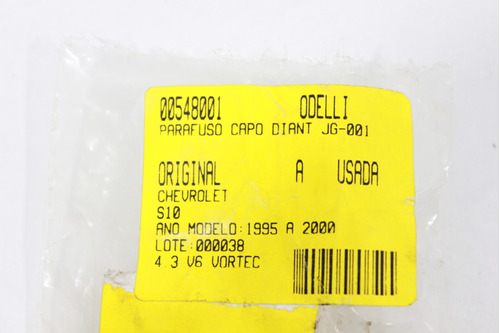 00548001 ODELLI
PARAFUSO CAPO DIANT JG-001
ORIGINAL A USADA
CHEVROLET
S10
ANO MODELO:1995 A 2000
LOTE:000038
4.3 V6 VORTEC